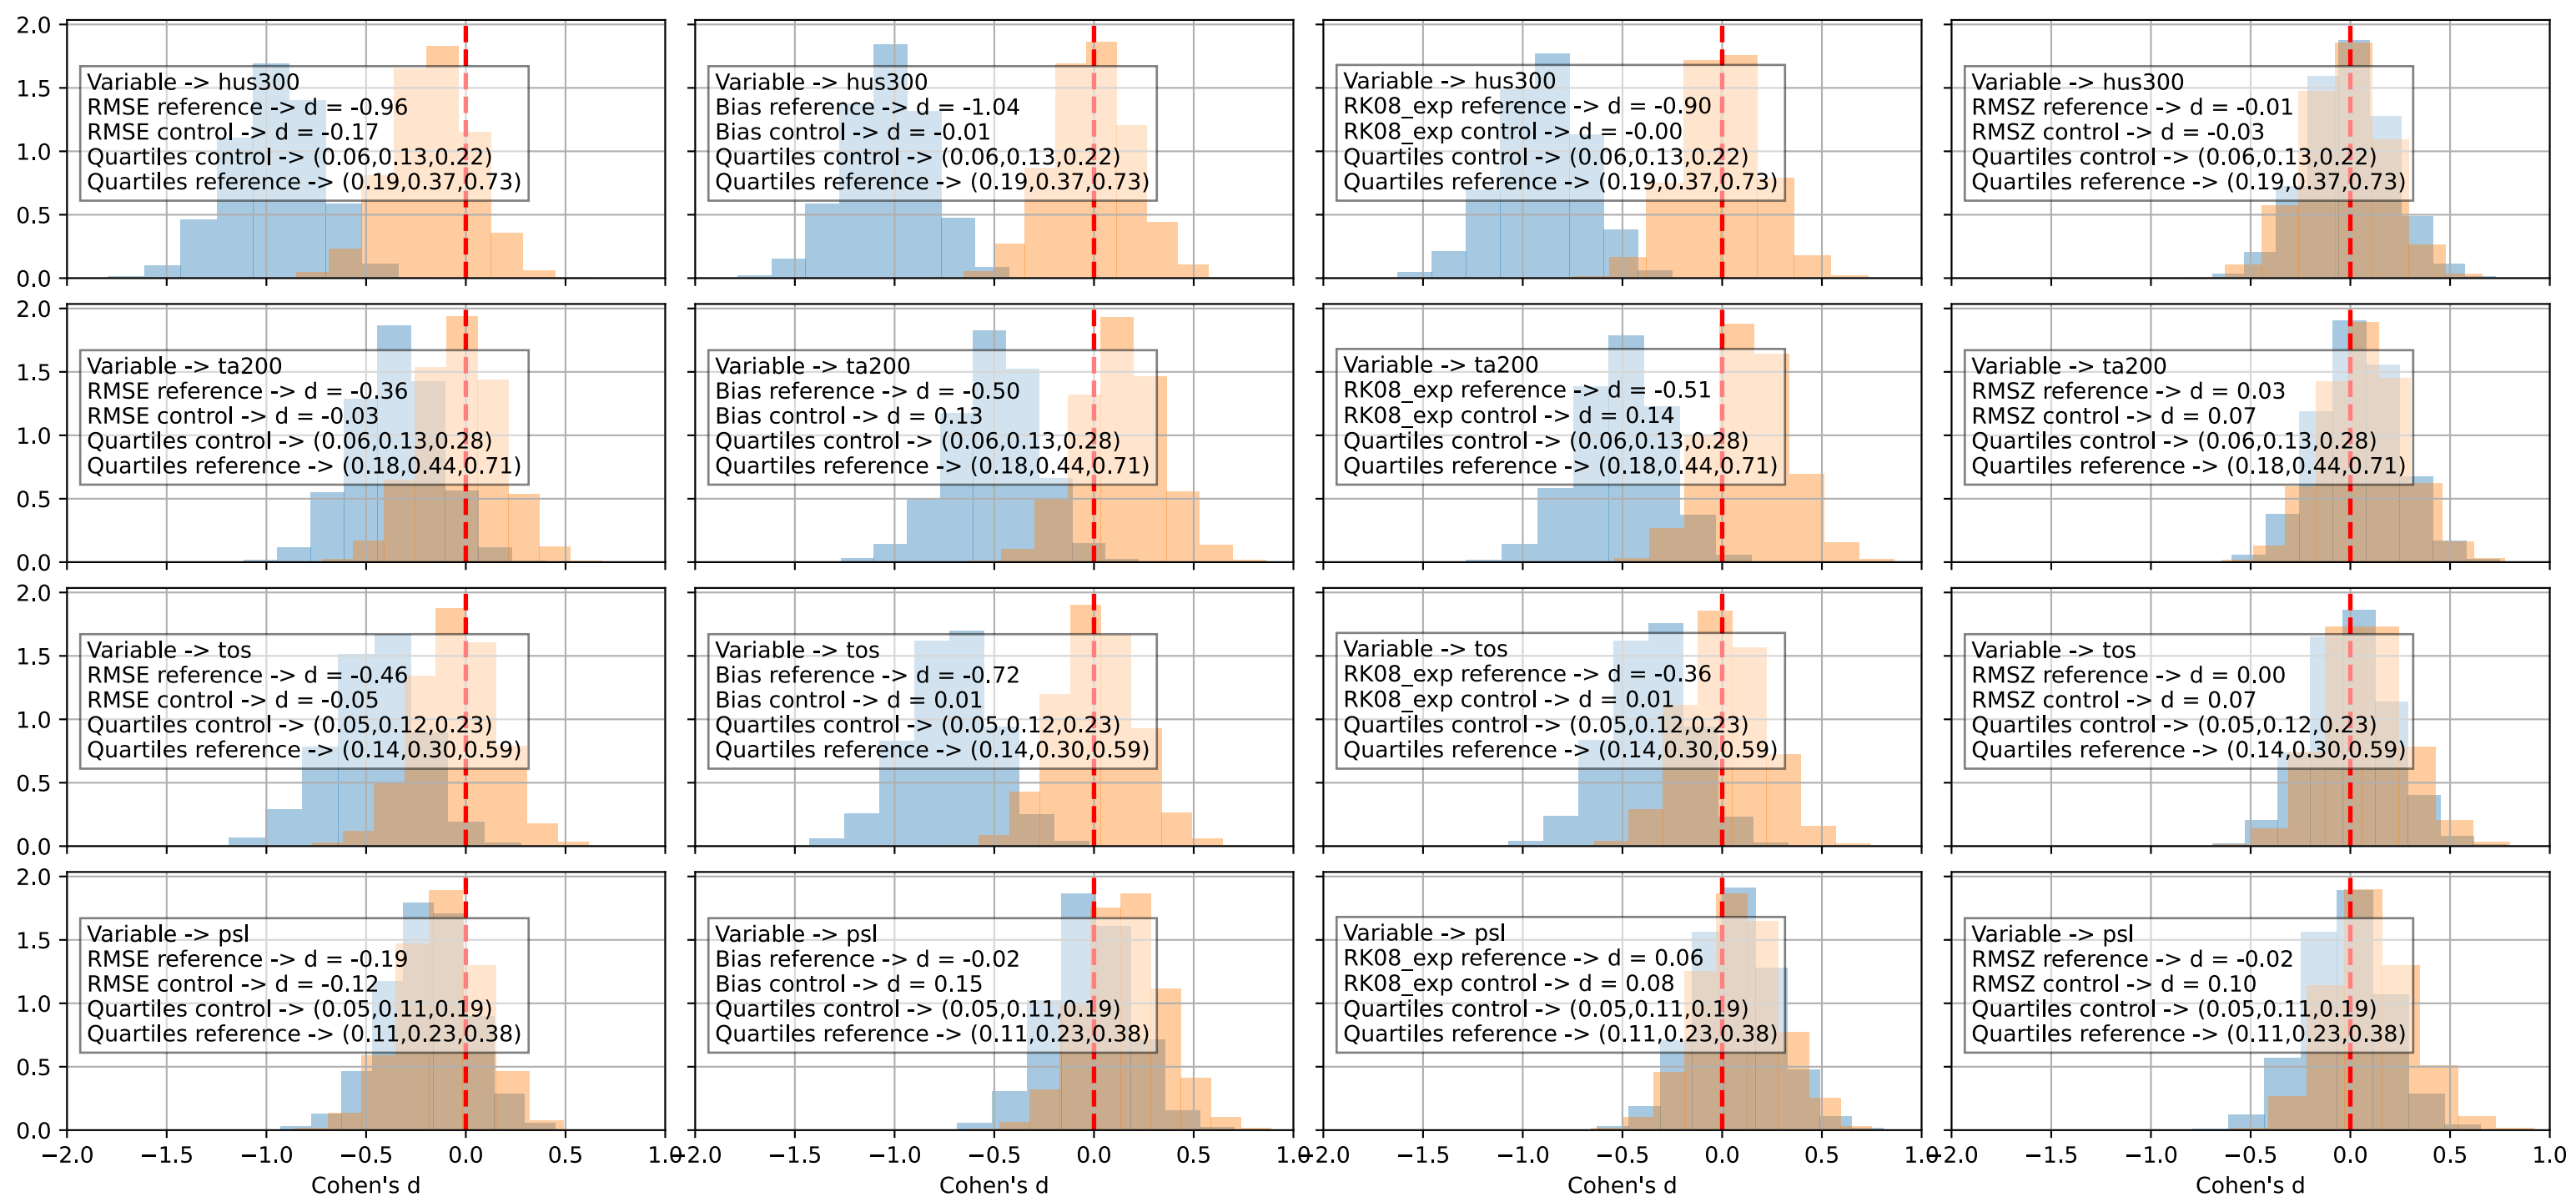 2.0
1.5
1.0
0.5
0.0
Variable -> hus300
RMSE reference -> d = -0.96
RMSE control -> d = -0.17
Quartiles control -> (0.06,0.13,0.22)
Quartiles reference -> (0.19,0.37,0.73)
Variable -> hus300
Bias reference -> d = -1.04
Bias control -> d = -0.01
Quartiles control -> (0.06,0.13,0.22)
Quartiles reference -> (0.19,0.37,0.73)
Variable -> hus300
RK08_exp reference -> d = -0.90
RK08_exp control -> d = -0.00
Quartiles control -> (0.06,0.13,0.22)
Quartiles reference -> (0.19,0.37,0.73)
Variable -> hus300
RMSZ reference -> d = -0.01
RMSZ control -> d = -0.03
Quartiles control -> (0.06,0.13,0.22)
Quartiles reference -> (0.19,0.37,0.73)
2.0
1.5
1.0
0.5
0.0
Variable -> ta200
RMSE reference -> d = -0.36
RMSE control -> d = -0.03
Quartiles control -> (0.06,0.13,0.28)
Quartiles reference -> (0.18,0.44,0.71)
Variable -> ta200
Bias reference -> d = -0.50
Bias control -> d = 0.13
Quartiles control -> (0.06,0.13,0.28)
Quartiles reference -> (0.18,0.44,0.71)
Variable -> ta200
RK08_exp reference -> d = -0.51
RK08_exp control -> d = 0.14
Quartiles control -> (0.06,0.13,0.28)
Quartiles reference -> (0.18,0.44,0.71)
Variable -> ta200
RMSZ reference -> d = 0.03
RMSZ control -> d = 0.07
Quartiles control -> (0.06,0.13,0.28)
Quartiles reference -> (0.18,0.44,0.71)
2.0
1.5
1.0
0.5
0.0
Variable -> tos
RMSE reference -> d = -0.46
RMSE control -> d = -0.05
Quartiles control -> (0.05,0.12,0.23)
Quartiles reference -> (0.14,0.30,0.59)
Variable -> tos
Bias reference -> d = -0.72
Bias control -> d = 0.01
Quartiles control -> (0.05,0.12,0.23)
Quartiles reference -> (0.14,0.30,0.59)
Variable -> tos
RK08_exp reference -> d = -0.36
RK08_exp control -> d = 0.01
Quartiles control -> (0.05,0.12,0.23)
Quartiles reference -> (0.14,0.30,0.59)
Variable -> tos
RMSZ reference -> d = 0.00
RMSZ control -> d = 0.07
Quartiles control -> (0.05,0.12,0.23)
Quartiles reference -> (0.14,0.30,0.59)
2.0
1.5
1.0
0.5
0.0
Variable -> psl
RMSE reference -> d = -0.19
RMSE control -> d = -0.12
Quartiles control -> (0.05,0.11,0.19)
Quartiles reference -> (0.11,0.23,0.38)
Variable -> psl
Bias reference -> d = -0.02
Bias control -> d = 0.15
Quartiles control -> (0.05,0.11,0.19)
Quartiles reference -> (0.11,0.23,0.38)
Variable -> psl
RK08_exp reference -> d = 0.06
RK08_exp control -> d = 0.08
Quartiles control -> (0.05,0.11,0.19)
Quartiles reference -> (0.11,0.23,0.38)
Variable -> psl
RMSZ reference -> d = -0.02
RMSZ control -> d = 0.10
Quartiles control -> (0.05,0.11,0.19)
Quartiles reference -> (0.11,0.23,0.38)
−2.0 −1.5 −1.0 −0.5 0.0 0.5 1.0
−2.0 −1.5 −1.0 −0.5 0.0 0.5 1.0
−2.0 −1.5 −1.0 −0.5 0.0 0.5 1.0
−2.0 −1.5 −1.0 −0.5 0.0 0.5 1.0
Cohen's d
Cohen's d
Cohen's d
Cohen's d